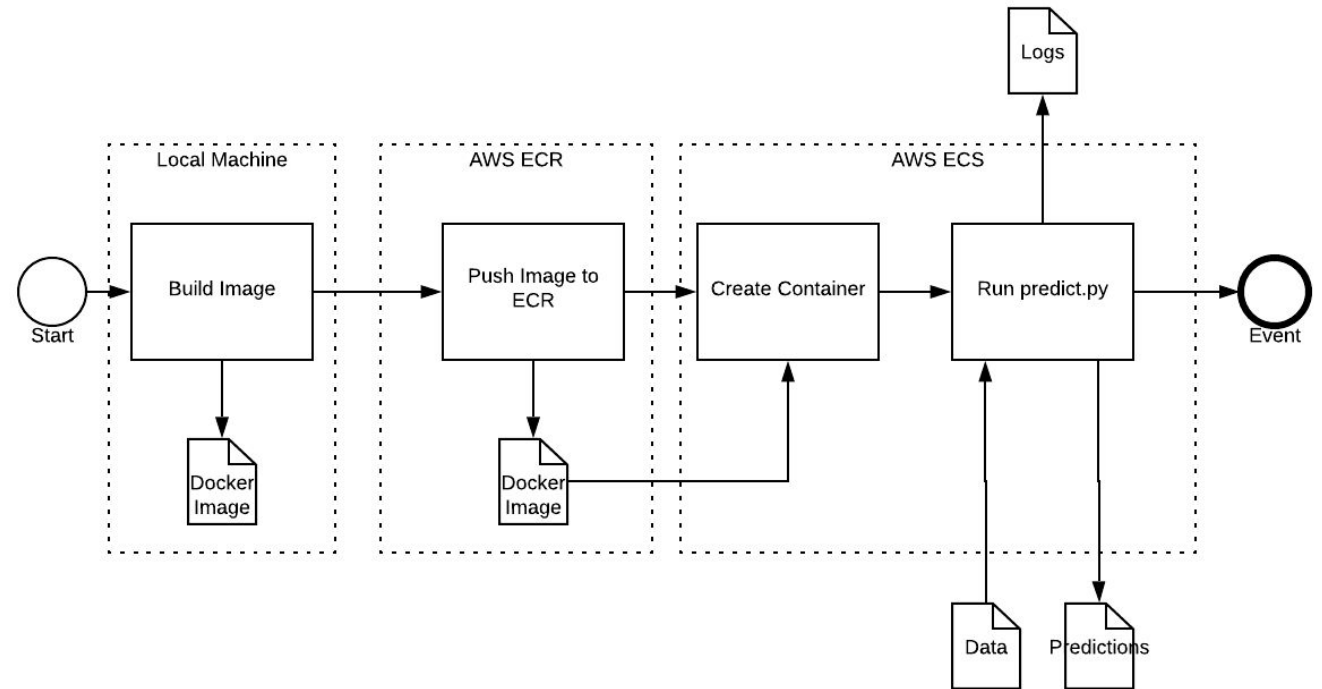 Logs
Local Machine
AWS ECR
AWS ECS
Build Image
Push Image to
ECR
Create Container
Run predict.py
Start
Event
Docker
Image
Docker
Image
Data
Predictions